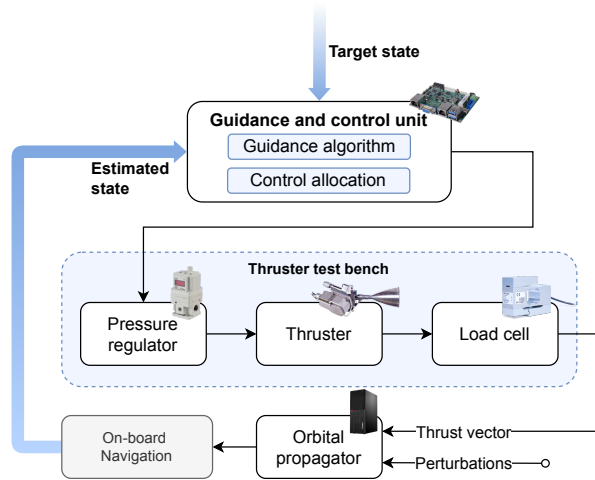 Target state
Guidance and control unit
Guidance algorithm
Control allocation
Estimated
state
Thruster test bench
Pressure
regulator
Thruster
Load cell
On-board
Navigation
Orbital
propagator
Thrust vector
Perturbations